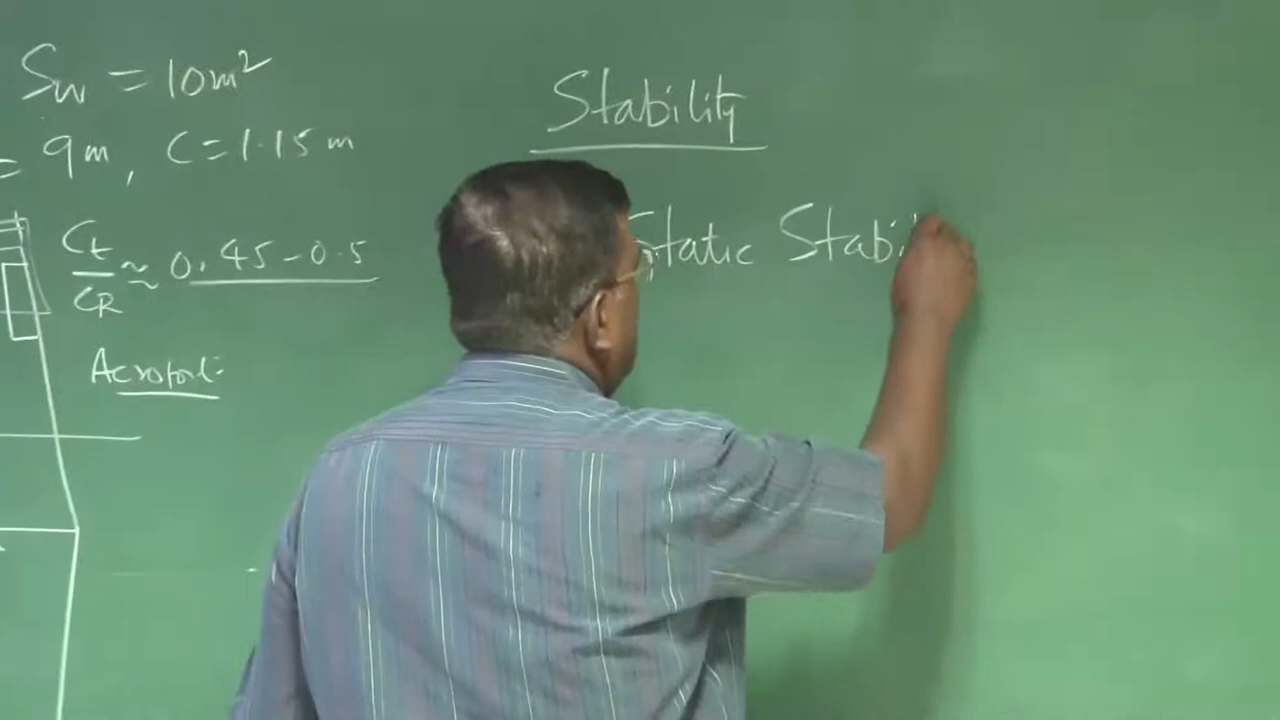 Sw = 10m²
= 9m, C = 1.15 m
Ct/CR ≈ 0.45 - 0.5
Stability
Static Stabi